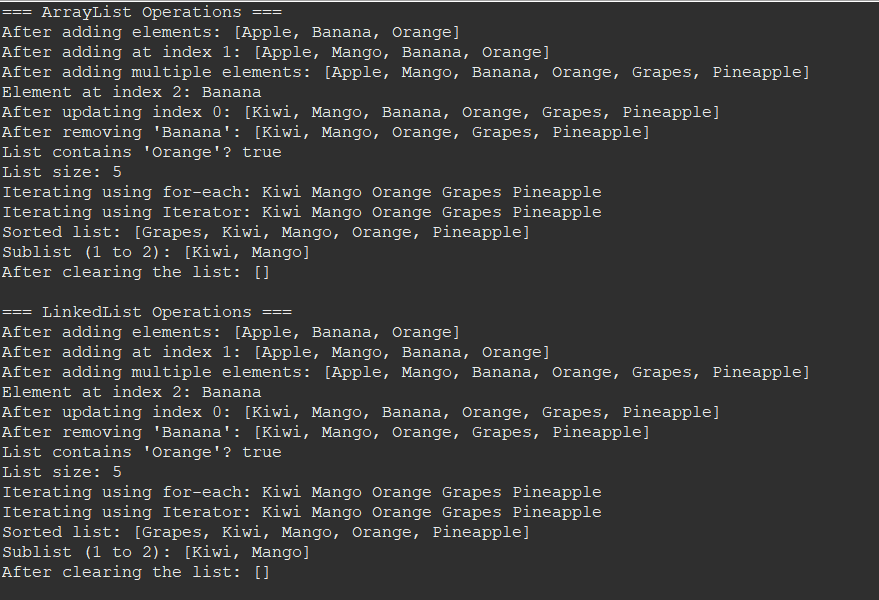 === ArrayList Operations ===
After adding elements: [Apple, Banana, Orange]
After adding at index 1: [Apple, Mango, Banana, Orange]
After adding multiple elements: [Apple, Mango, Banana, Orange, Grapes, Pineapple]
Element at index 2: Banana
After updating index 0: [Kiwi, Mango, Banana, Orange, Grapes, Pineapple]
After removing 'Banana': [Kiwi, Mango, Orange, Grapes, Pineapple]
List contains 'Orange'? true
List size: 5
Iterating using for-each: Kiwi Mango Orange Grapes Pineapple
Iterating using Iterator: Kiwi Mango Orange Grapes Pineapple
Sorted list: [Grapes, Kiwi, Mango, Orange, Pineapple]
Sublist (1 to 2): [Kiwi, Mango]
After clearing the list: []

=== LinkedList Operations ===
After adding elements: [Apple, Banana, Orange]
After adding at index 1: [Apple, Mango, Banana, Orange]
After adding multiple elements: [Apple, Mango, Banana, Orange, Grapes, Pineapple]
Element at index 2: Banana
After updating index 0: [Kiwi, Mango, Banana, Orange, Grapes, Pineapple]
After removing 'Banana': [Kiwi, Mango, Orange, Grapes, Pineapple]
List contains 'Orange'? true
List size: 5
Iterating using for-each: Kiwi Mango Orange Grapes Pineapple
Iterating using Iterator: Kiwi Mango Orange Grapes Pineapple
Sorted list: [Grapes, Kiwi, Mango, Orange, Pineapple]
Sublist (1 to 2): [Kiwi, Mango]
After clearing the list: []